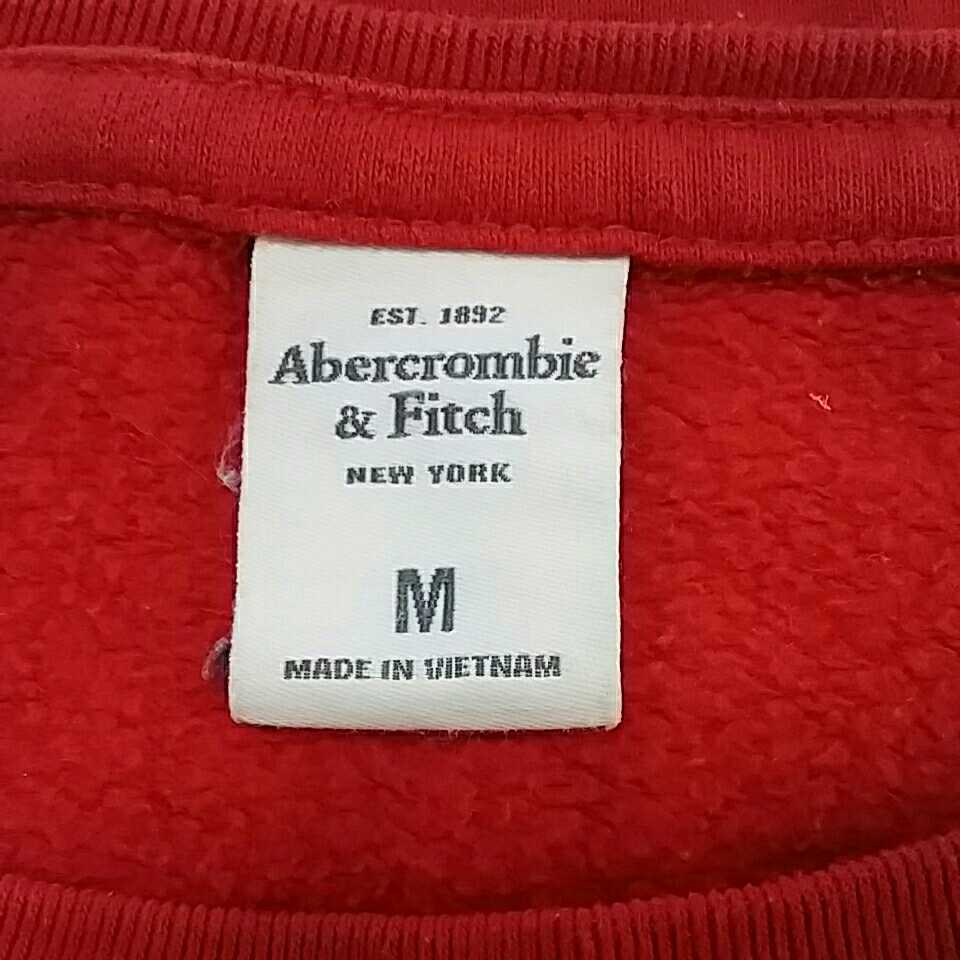 EST. 1892
Abercrombie
& Fitch
NEW YORK
M
MADE IN VIETNAM